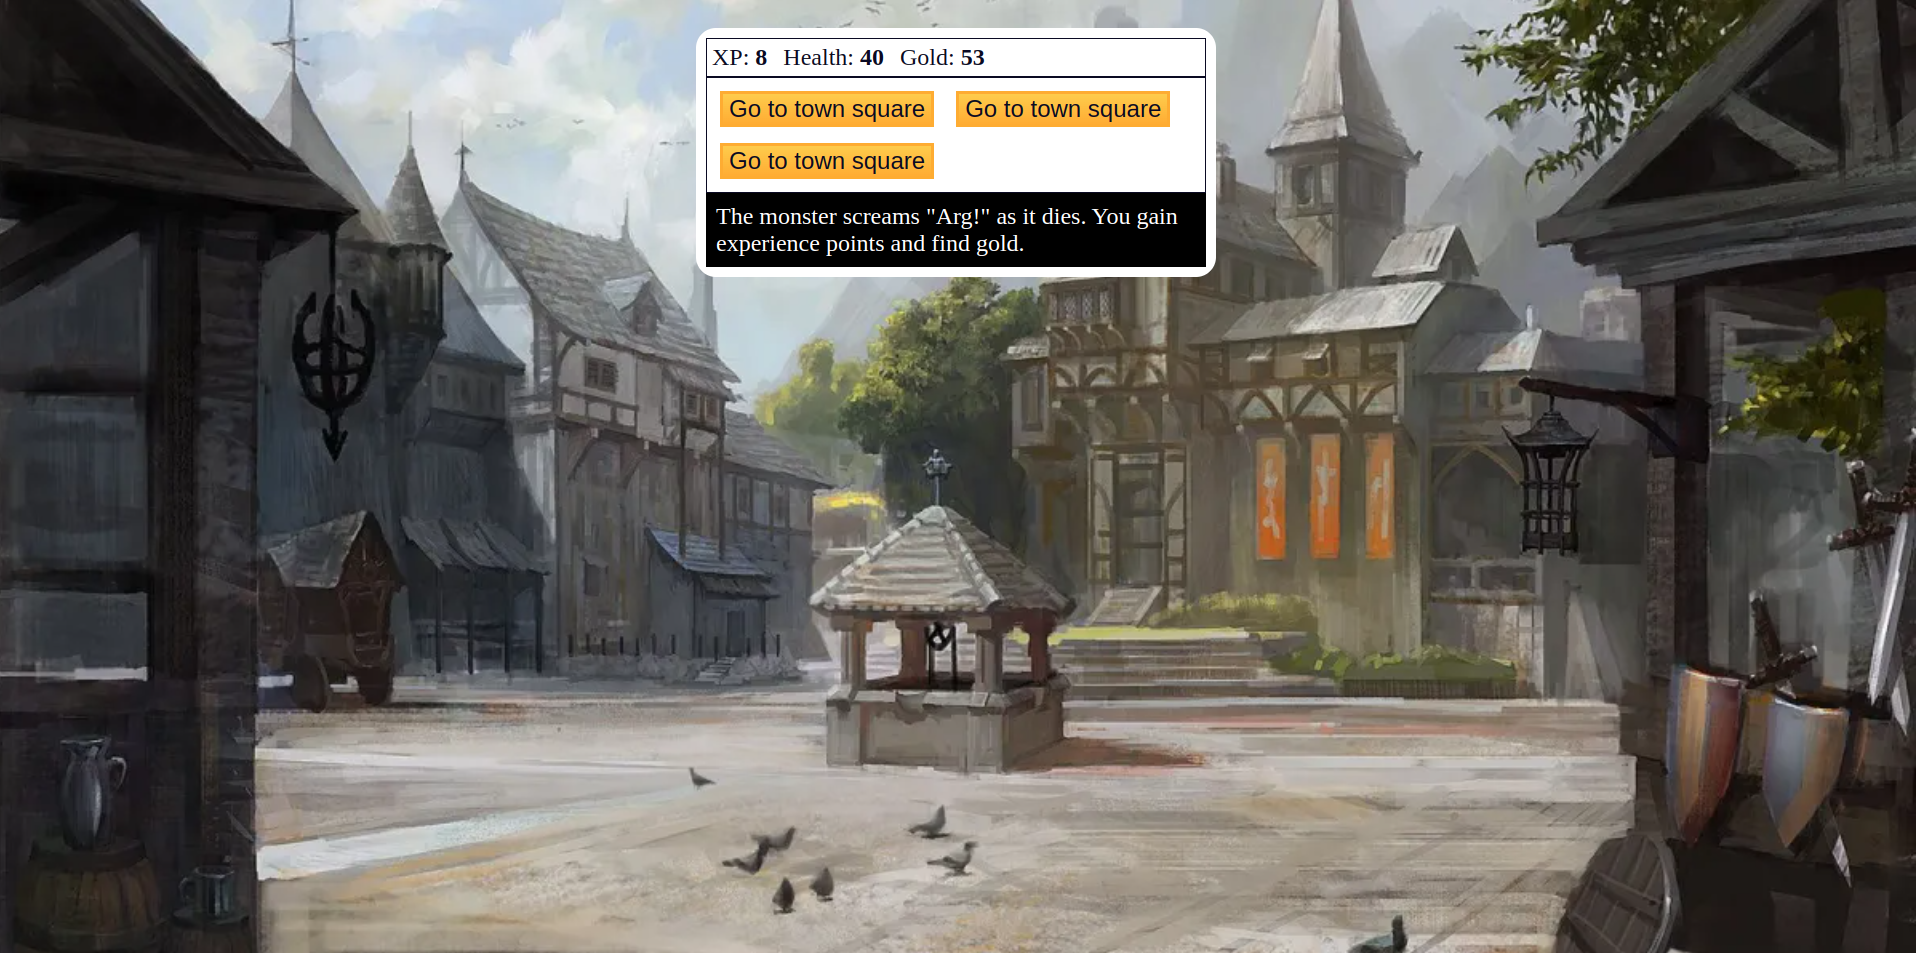 XP: 8 Health: 40 Gold: 53
Go to town square Go to town square
Go to town square
The monster screams "Arg!" as it dies. You gain
experience points and find gold.